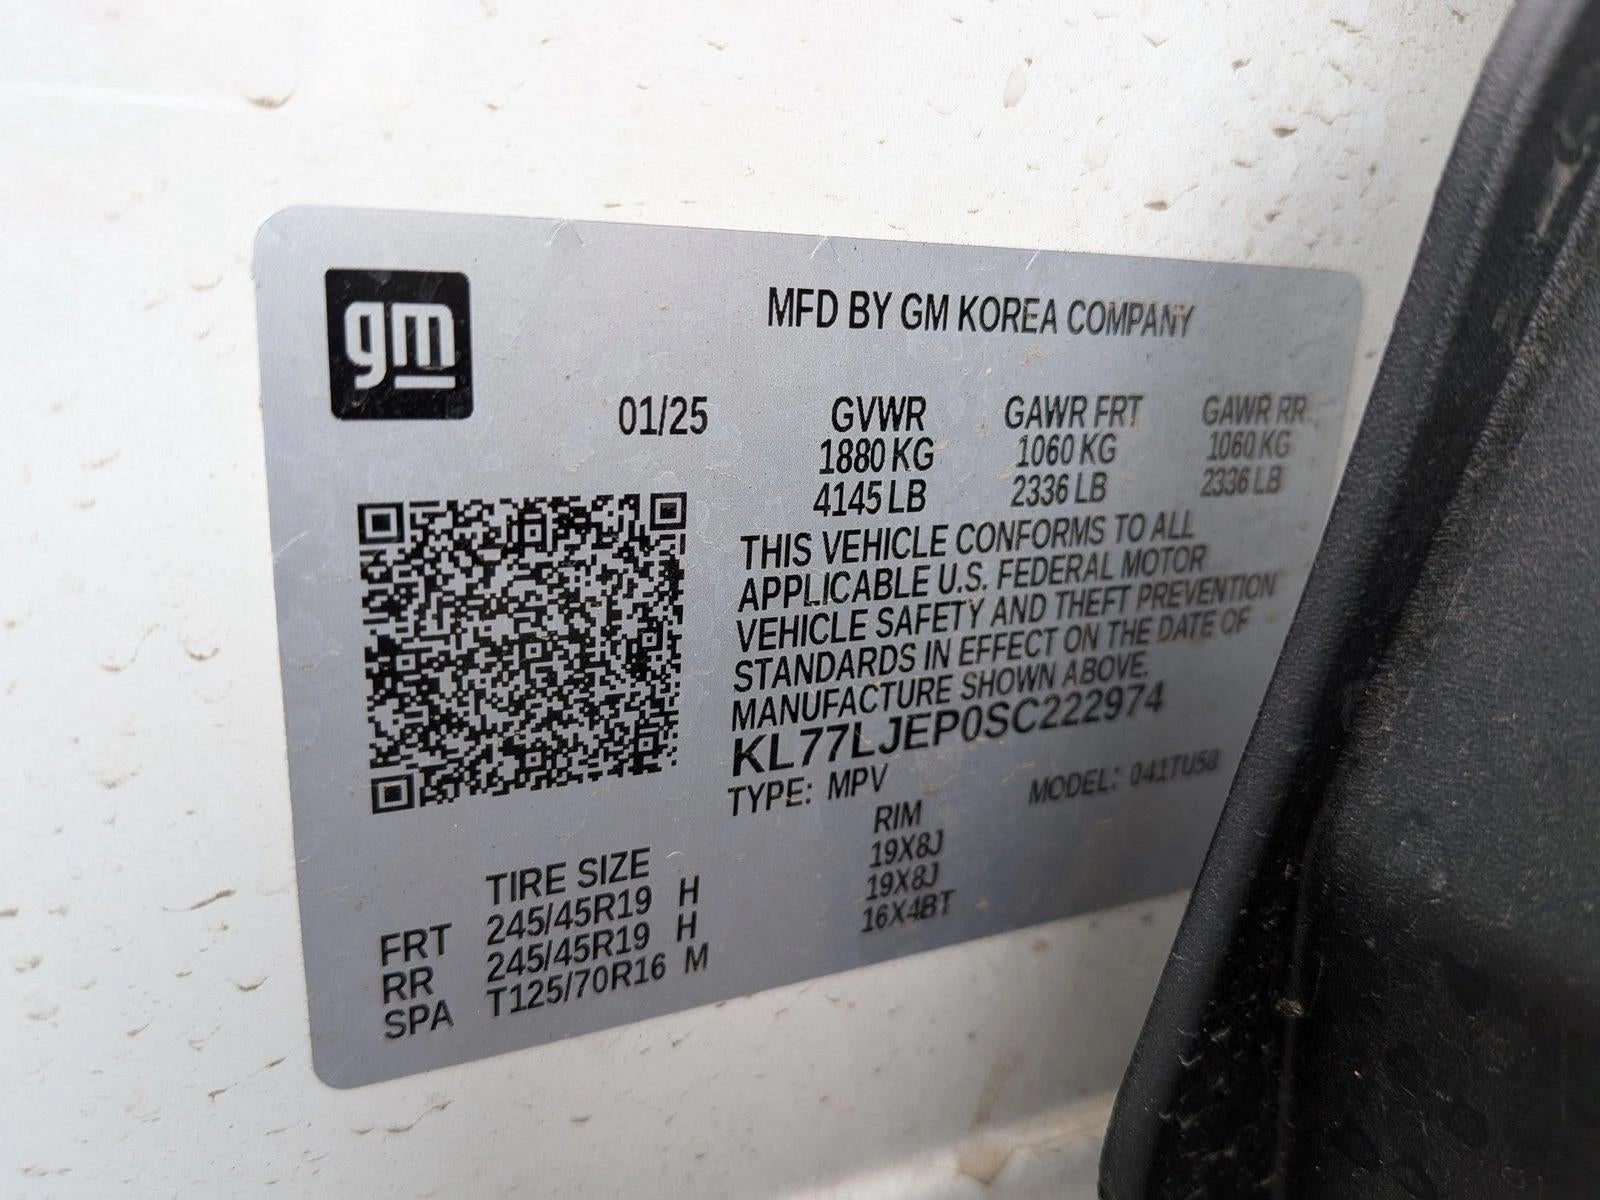 gm
MFD BY GM KOREA COMPANY
01/25 GVWR GAWR FRT GAWR RR
1880 KG 1060 KG 1060 KG
4145 LB 2336 LB 2336 LB
THIS VEHICLE CONFORMS TO ALL
APPLICABLE U.S. FEDERAL MOTOR
VEHICLE SAFETY AND THEFT PREVENTION
STANDARDS IN EFFECT ON THE DATE OF
MANUFACTURE SHOWN ABOVE.
KL77LJEP0SC222974
TYPE: MPV MODEL: 041TU58
TIRE SIZE RIM
FRT 245/45R19 H 19X8J
RR 245/45R19 H 19X8J
SPA T125/70R16 M 16X4BT